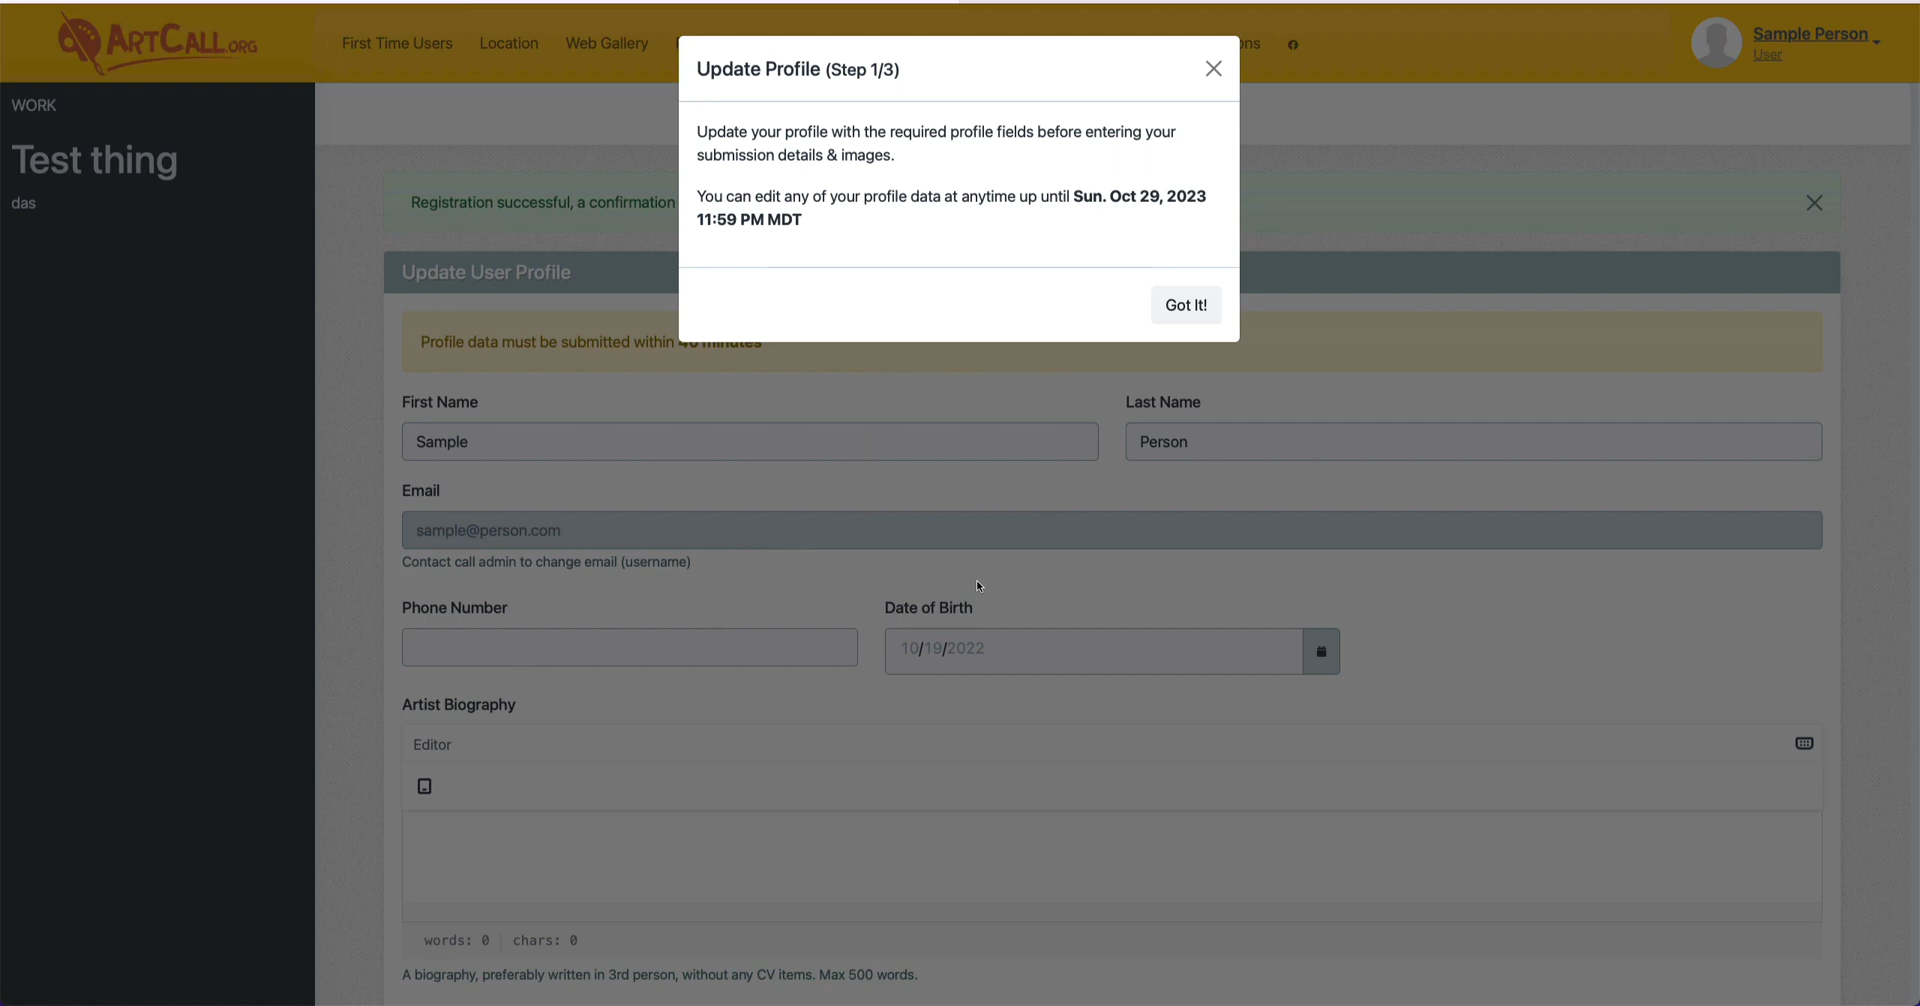 ARTCALL.ORG
First Time Users
Location
Web Gallery
ons
Sample Person
User
WORK
Test thing
das
Update Profile (Step 1/3)
Update your profile with the required profile fields before entering your
submission details & images.
You can edit any of your profile data at anytime up until Sun. Oct 29, 2023
11:59 PM MDT
Got It!
Registration successful, a confirmation
Update User Profile
Profile data must be submitted within 40 minutes
First Name
Last Name
Sample
Person
Email
sample@person.com
Contact call admin to change email (username)
Phone Number
Date of Birth
10/19/2022
Artist Biography
Editor
words: 0
chars: 0
A biography, preferably written in 3rd person, without any CV items. Max 500 words.